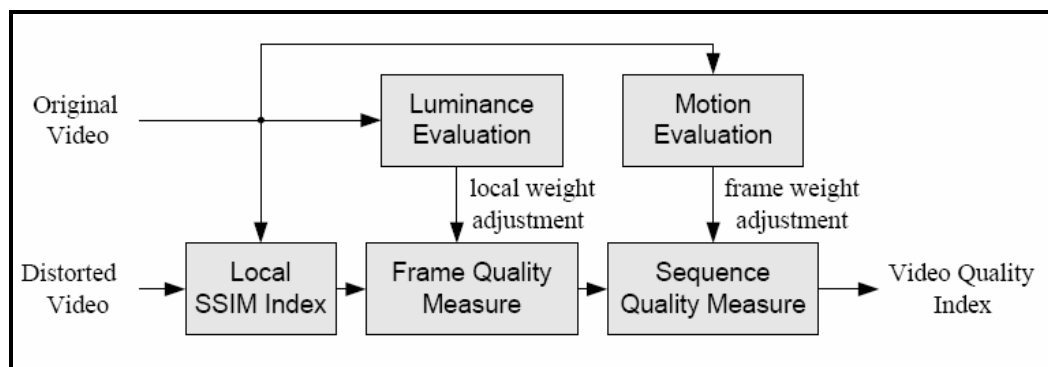 Original
Video
Luminance
Evaluation
Motion
Evaluation
local weight
adjustment
frame weight
adjustment
Distorted
Video
Local
SSIM Index
Frame Quality
Measure
Sequence
Quality Measure
Video Quality
Index